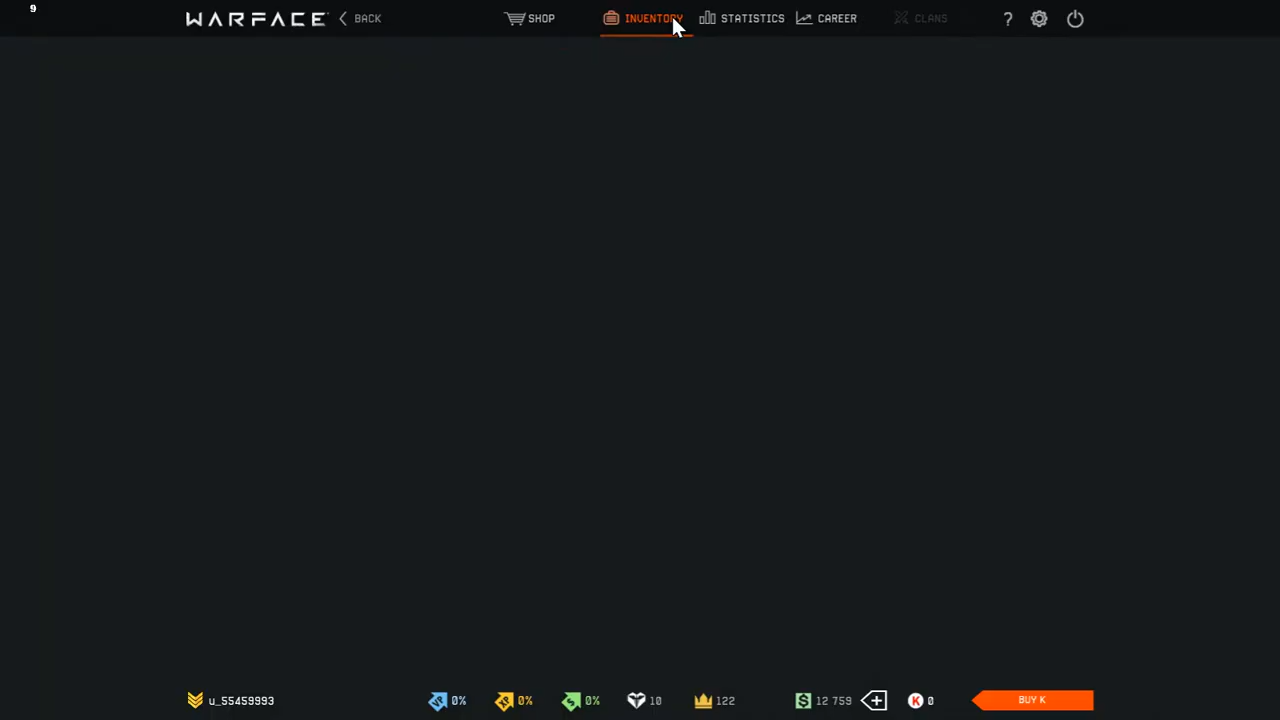 9
WARFACE BACK SHOP INVENTORY STATISTICS CAREER CLANS ?
u_55459993 0% 0% 0% 10 122 12 759 K 0 BUY K